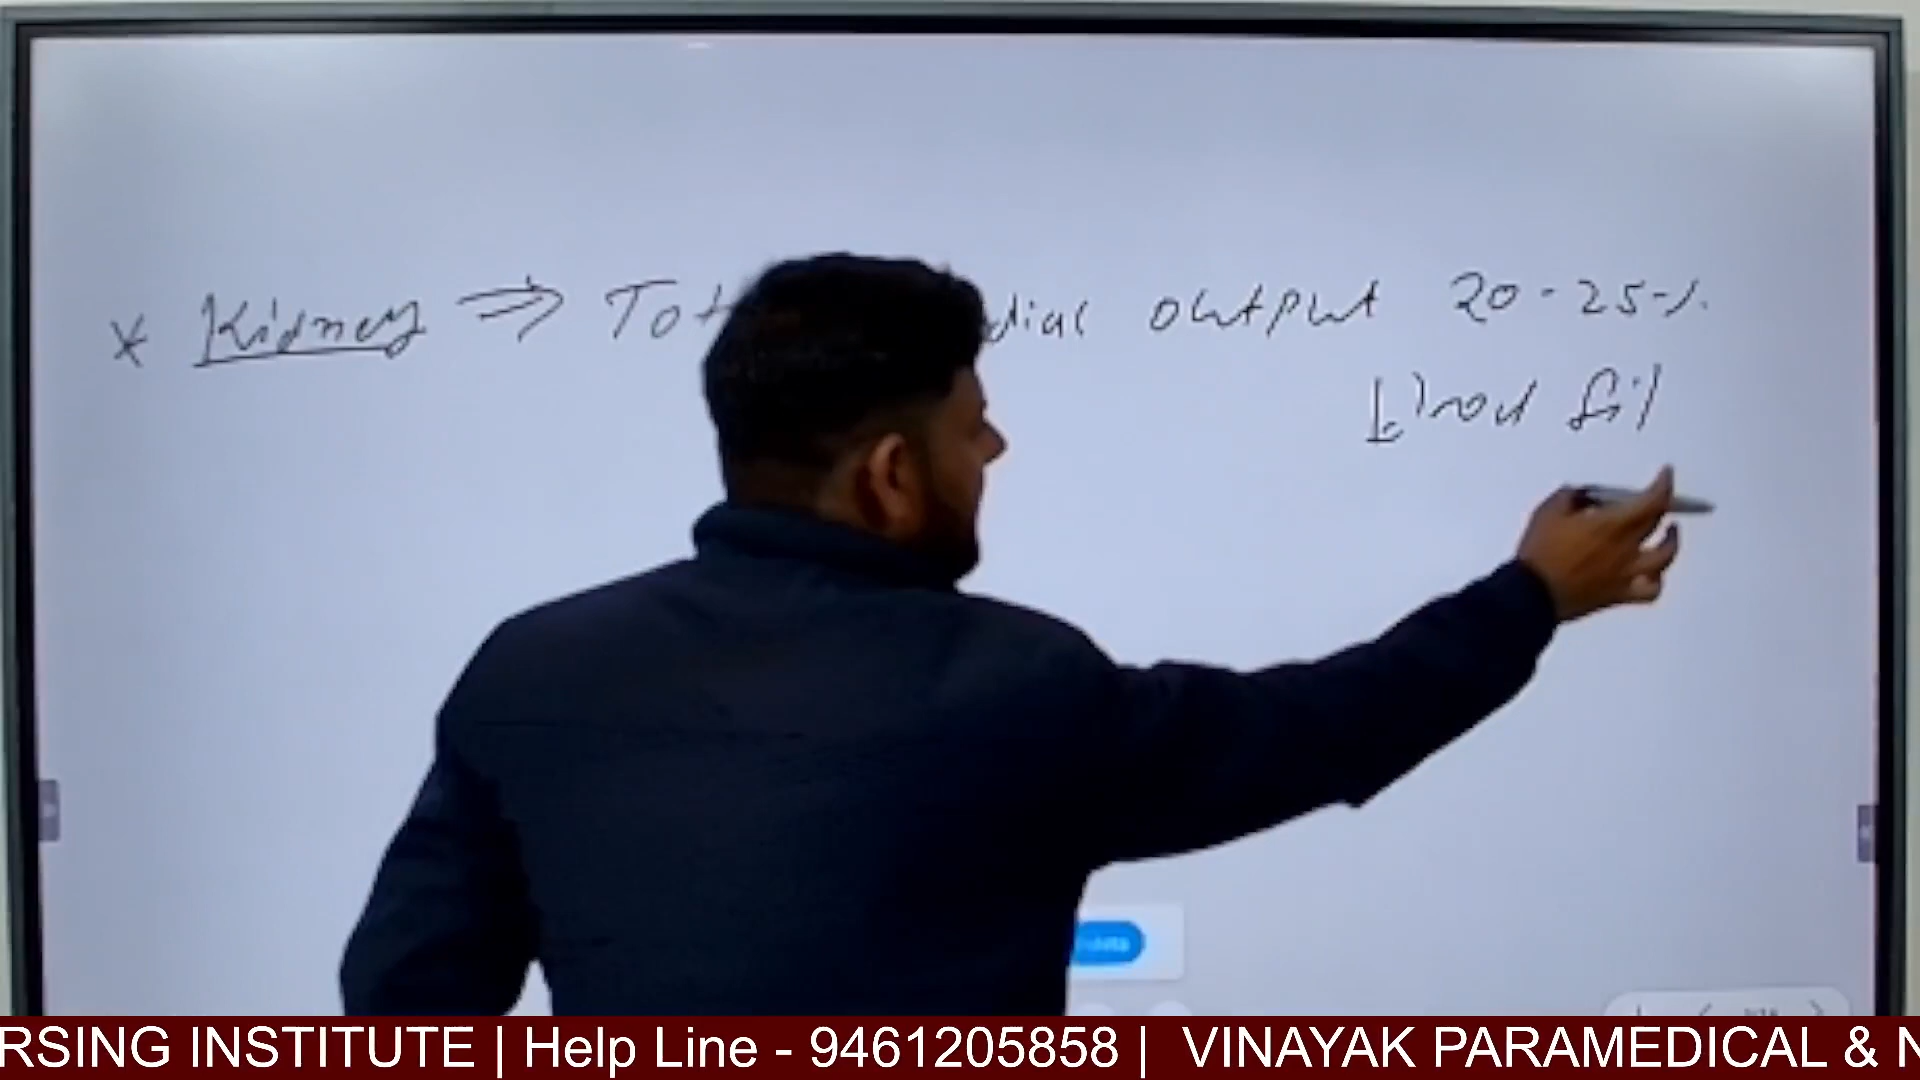 * Kidney ⇒ Tot dial output 20-25%
Blood fil
RSING INSTITUTE | Help Line - 9461205858 | VINAYAK PARAMEDICAL & N